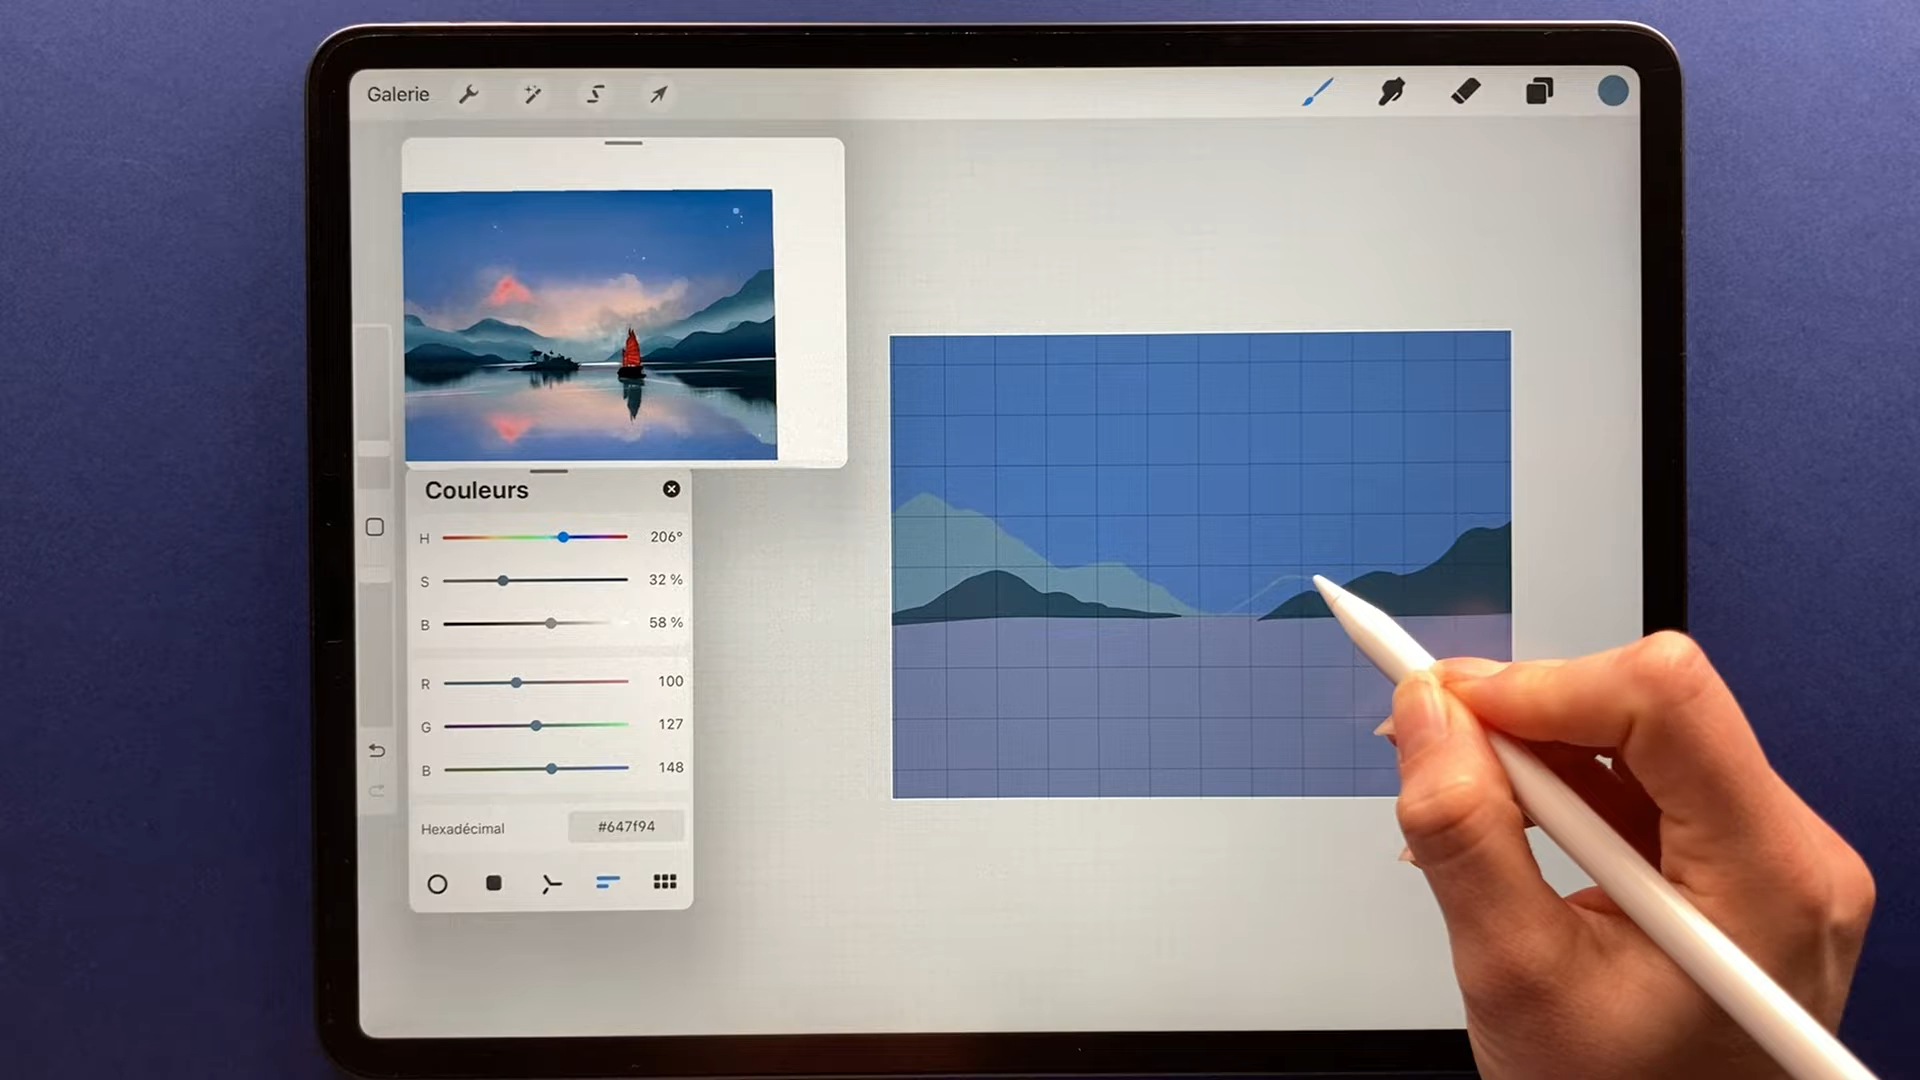 Galerie
Couleurs
H 206°
S 32 %
B 58 %
R 100
G 127
B 148
Hexadécimal #647f94